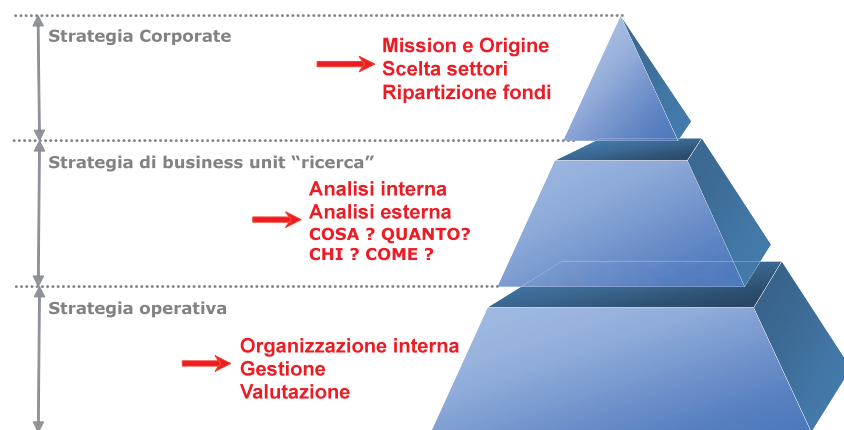 Strategia Corporate
Mission e Origine
Scelta settori
Ripartizione fondi
Strategia di business unit “ricerca”
Analisi interna
Analisi esterna
COSA ? QUANTO?
CHI ? COME ?
Strategia operativa
Organizzazione interna
Gestione
Valutazione